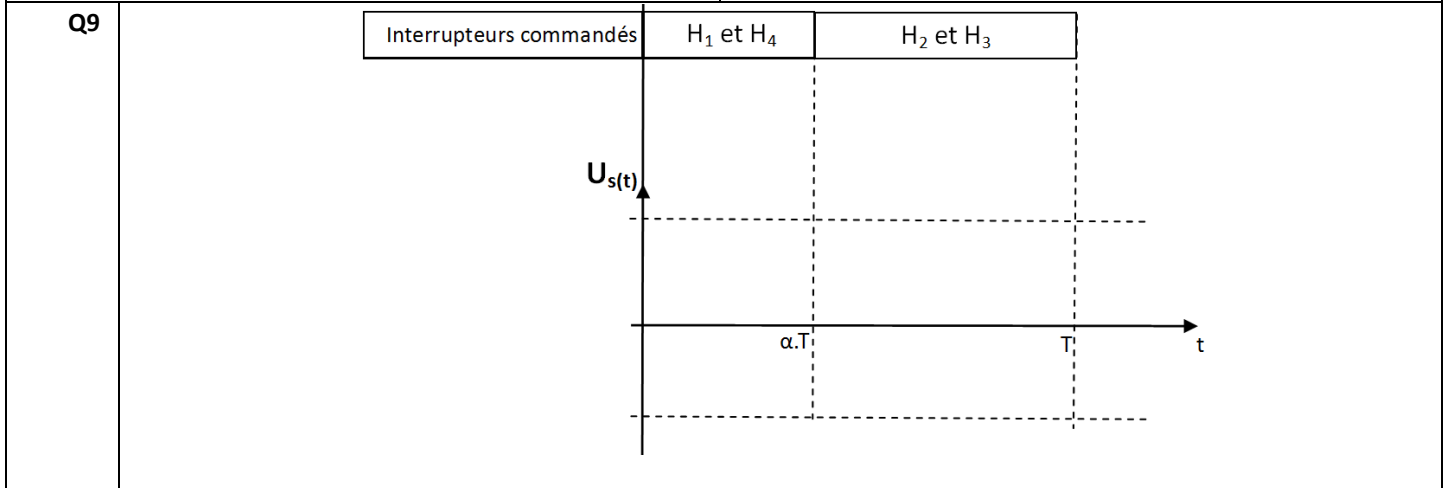 Q9
Interrupteurs commandés H₁ et H₄ H₂ et H₃
Us(t)
α.T T t